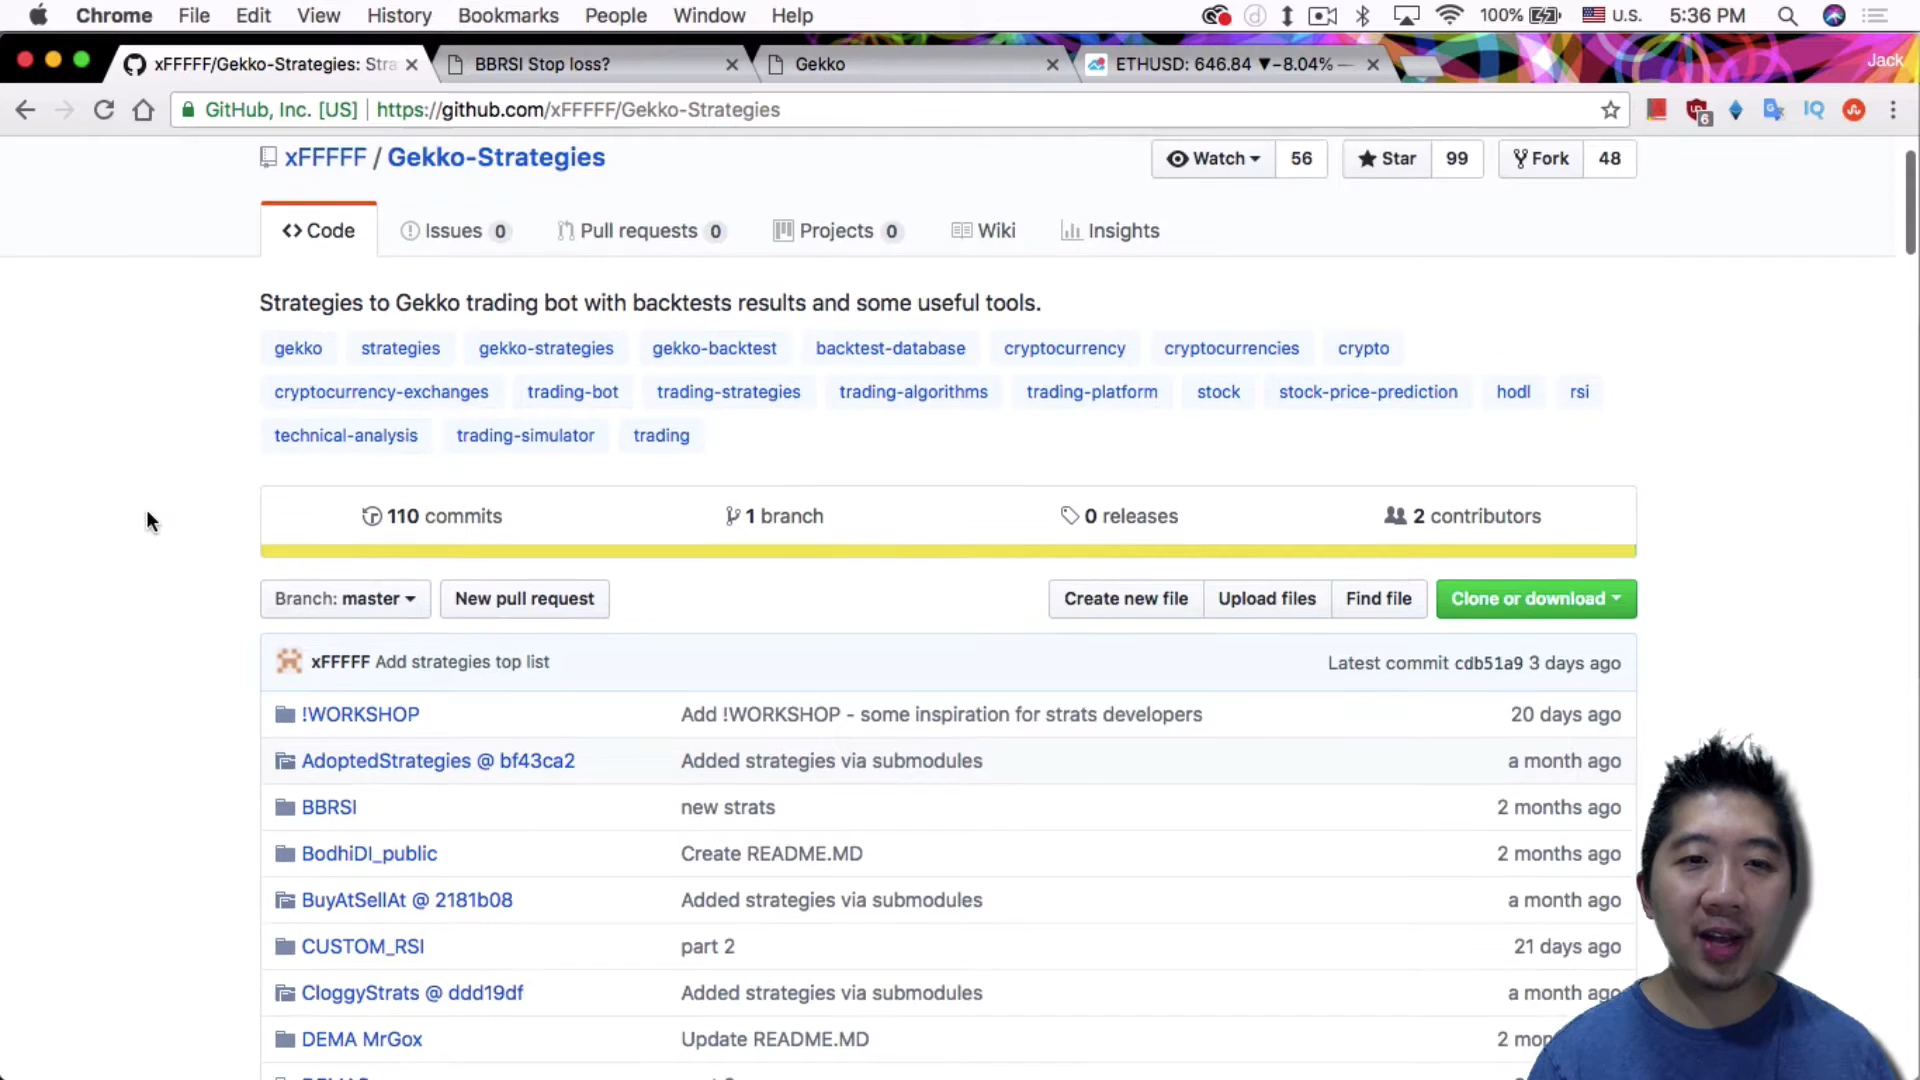 Chrome File Edit View History Bookmarks People Window Help 100% U.S. 5:36 PM
xFFFFF/Gekko-Strategies: Stra BBRSI Stop loss? Gekko ETHUSD: 646.84 ▼−8.04% — Jack
GitHub, Inc. [US] | https://github.com/xFFFFF/Gekko-Strategies 6 IQ
xFFFFF / Gekko-Strategies Watch 56 Star 99 Fork 48
Code Issues 0 Pull requests 0 Projects 0 Wiki Insights
Strategies to Gekko trading bot with backtests results and some useful tools.
gekko strategies gekko-strategies gekko-backtest backtest-database cryptocurrency cryptocurrencies crypto
cryptocurrency-exchanges trading-bot trading-strategies trading-algorithms trading-platform stock stock-price-prediction hodl rsi
technical-analysis trading-simulator trading
110 commits 1 branch 0 releases 2 contributors
Branch: master New pull request Create new file Upload files Find file Clone or download
xFFFFF Add strategies top list Latest commit cdb51a9 3 days ago
!WORKSHOP Add !WORKSHOP - some inspiration for strats developers 20 days ago
AdoptedStrategies @ bf43ca2 Added strategies via submodules a month ago
BBRSI new strats 2 months ago
BodhiDI_public Create README.MD 2 months ago
BuyAtSellAt @ 2181b08 Added strategies via submodules a month ago
CUSTOM_RSI part 2 21 days ago
CloggyStrats @ ddd19df Added strategies via submodules a month ago
DEMA MrGox Update README.MD 2 mon